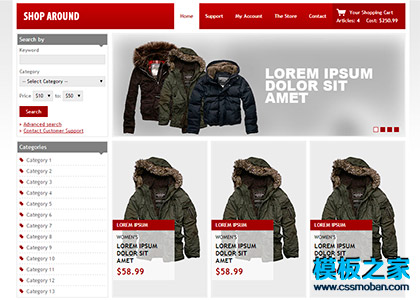 SHOP AROUND
Home
Support
My Account
The Store
Contact
Your Shopping Cart
Articles: 4 Cost: $250.99
Search by
Keyword
Category
-- Select Category --
Price $10 to: $50
Search
Advanced search
Contact Customer Support
LOREM IPSUM
DOLOR SIT
AMET
Categories
Category 1
Category 2
Category 3
Category 4
Category 5
Category 6
Category 7
Category 8
Category 9
Category 10
Category 11
Category 12
Category 13
LOREM IPSUM
WOMEN'S
LOREM IPSUM
DOLOR SIT
AMET
$58.99
LOREM IPSUM
WOMEN'S
LOREM IPSUM
DOLOR SIT
AMET
$58.99
LOREM IPSUM
WOMEN'S
LOREM IPSUM
模板之家
www.cssmoban.com